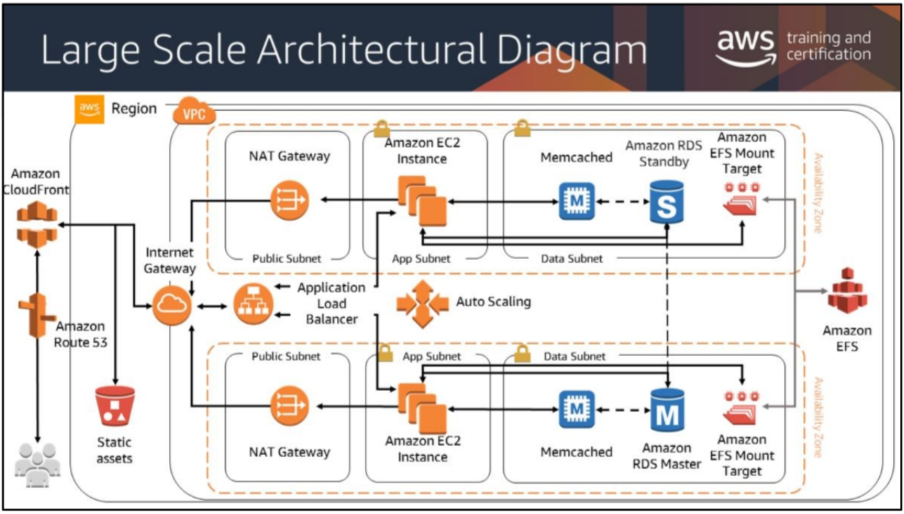 Large Scale Architectural Diagram
aws
training and
certification
aws
Region
VPC
Amazon
CloudFront
Amazon
Route 53
Static
assets
Internet
Gateway
NAT Gateway
Public Subnet
Amazon EC2
Instance
App Subnet
Memcached
M
Amazon RDS
Standby
S
Amazon
EFS Mount
Target
Data Subnet
Availability Zone
Application
Load
Balancer
Auto Scaling
Amazon
EFS
Public Subnet
NAT Gateway
App Subnet
Amazon EC2
Instance
Data Subnet
M
Memcached
M
Amazon
RDS Master
Amazon
EFS Mount
Target
Availability Zone